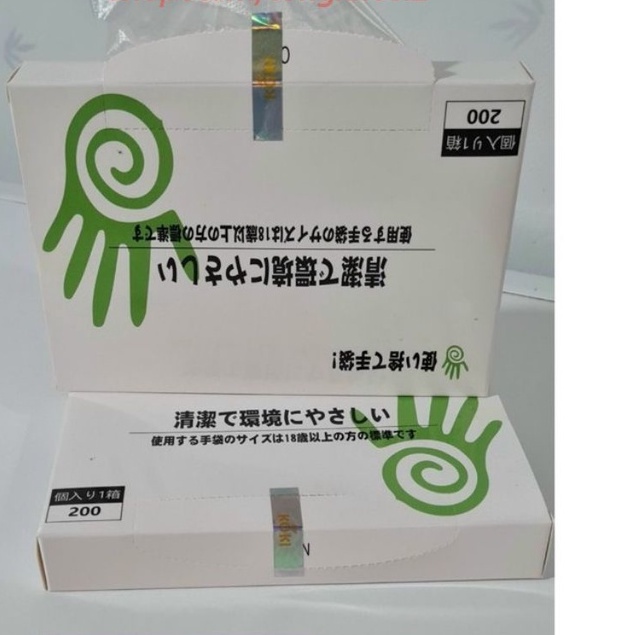 KOKI
200
個入り1箱
使用する手袋のサイズは18歳以上の方の標準です
清潔で環境にやさしい
使い捨て手袋!
清潔で環境にやさしい
使用する手袋のサイズは18歳以上の方の標準です
個入り1箱
200
KOKI